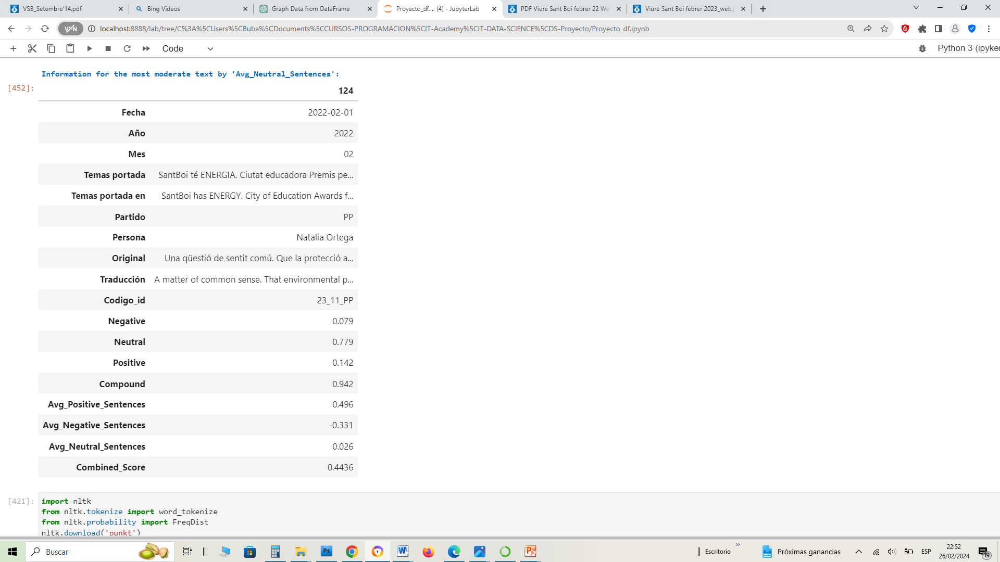 VSB_Setembre'14.pdf
Bing Videos
Graph Data from DataFrame
Proyecto_df.... (4) - JupyterLab
PDF Viure Sant Boi febrer 22 We
Viure Sant Boi febrer 2023_web.
VPN
localhost:8888/lab/tree/C%3A%5CUsers%5CBuba%5CDocuments%5CCURSOS-PROGRAMACION%5CIT-Academy%5CIT-DATA-SCIENCE%5CDS-Proyecto/Proyecto_df.ipynb
Code
Python 3 (ipyker
Information for the most moderate text by 'Avg_Neutral_Sentences':
[452]:
124
Fecha 2022-02-01
Año 2022
Mes 02
Temas portada SantBoi té ENERGIA. Ciutat educadora Premis pe...
Temas portada en SantBoi has ENERGY. City of Education Awards f...
Partido PP
Persona Natalia Ortega
Original Una qüestió de sentit comú. Que la protecció a...
Traducción A matter of common sense. That environmental p...
Codigo_id 23_11_PP
Negative 0.079
Neutral 0.779
Positive 0.142
Compound 0.942
Avg_Positive_Sentences 0.496
Avg_Negative_Sentences -0.331
Avg_Neutral_Sentences 0.026
Combined_Score 0.4436
[421]: import nltk
from nltk.tokenize import word_tokenize
from nltk.probability import FreqDist
nltk.download('punkt')
Buscar
Ps
Escritorio
Próximas ganancias
ESP
22:52
26/02/2024
19